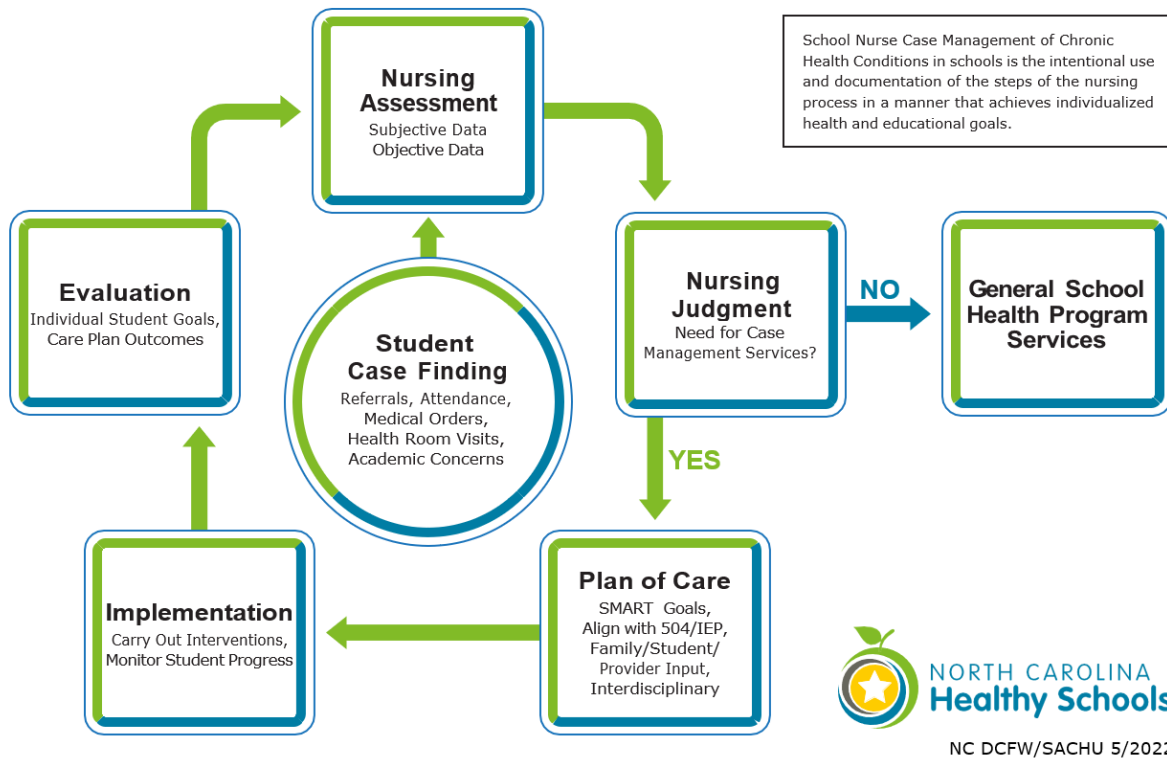 School Nurse Case Management of Chronic
Health Conditions in schools is the intentional use
and documentation of the steps of the nursing
process in a manner that achieves individualized
health and educational goals.
Nursing
Assessment
Subjective Data
Objective Data
Nursing
Judgment
Need for Case
Management Services?
NO
General School
Health Program
Services
YES
Plan of Care
SMART Goals,
Align with 504/IEP,
Family/Student/
Provider Input,
Interdisciplinary
Implementation
Carry Out Interventions,
Monitor Student Progress
Evaluation
Individual Student Goals,
Care Plan Outcomes
Student
Case Finding
Referrals, Attendance,
Medical Orders,
Health Room Visits,
Academic Concerns
NORTH CAROLINA
Healthy Schools
NC DCFW/SACHU 5/2022